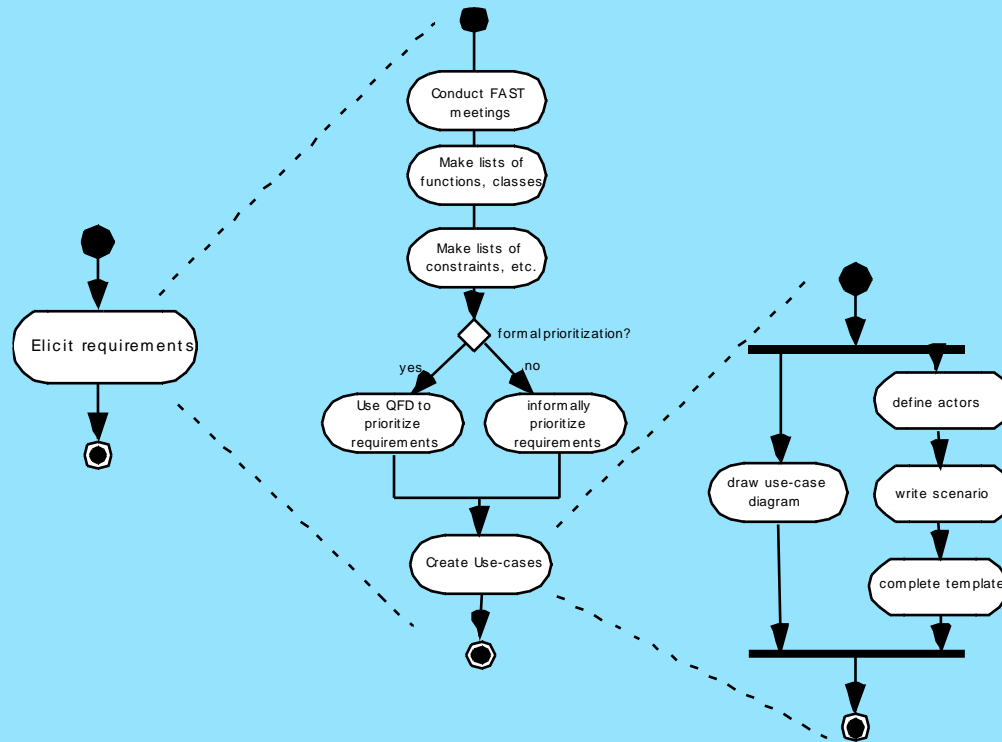 Conduct FAST
meetings
Make lists of
functions, classes
Make lists of
constraints, etc.
Elicit requirements
formal prioritization?
yes
no
Use QFD to
prioritize
requirements
informally
prioritize
requirements
Create Use-cases
draw use-case
diagram
define actors
write scenario
complete template